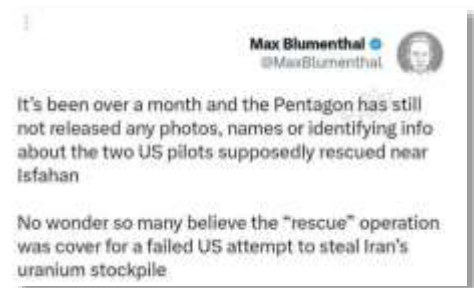 Max Blumenthal
@MaxBlumenthal
It's been over a month and the Pentagon has still
not released any photos, names or identifying info
about the two US pilots supposedly rescued near
Isfahan
No wonder so many believe the "rescue" operation
was cover for a failed US attempt to steal Iran's
uranium stockpile